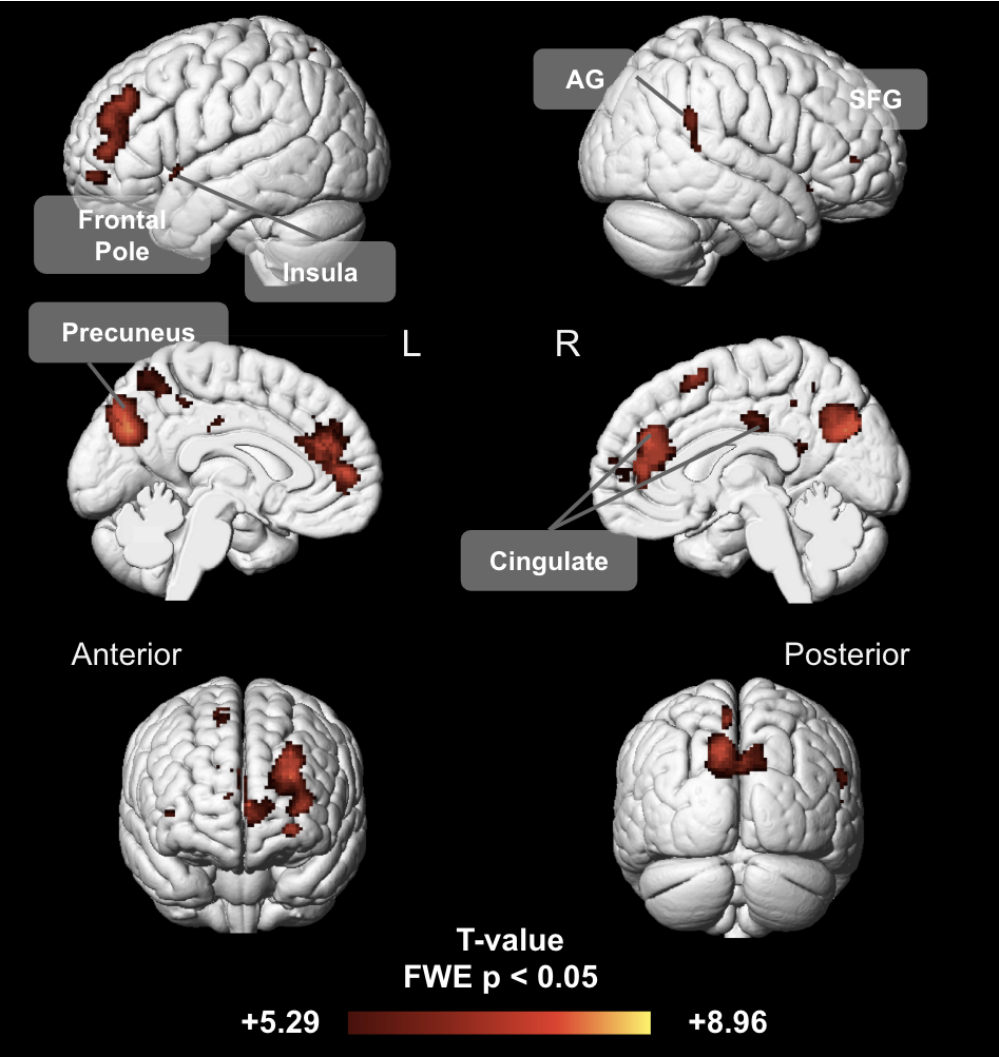 AG
SFG
Frontal
Pole
Insula
Precuneus
L
R
Cingulate
Anterior
Posterior
T-value
FWE p < 0.05
+5.29
+8.96